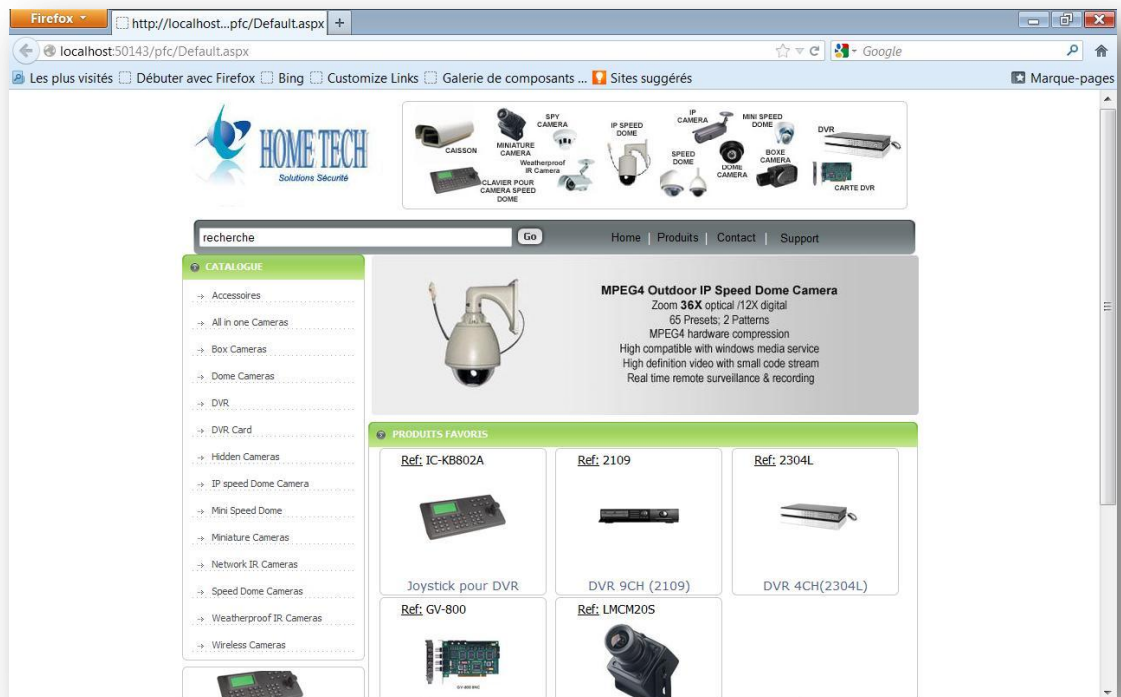 Firefox
http://localhost...pfc/Default.aspx
+
localhost:50143/pfc/Default.aspx
Google
Les plus visités
Débuter avec Firefox
Bing
Customize Links
Galerie de composants ...
Sites suggérés
Marque-pages
HOME TECH
Solutions Sécurité
CAISSON
SPY CAMERA
MINIATURE CAMERA
Weatherproof IR Camera
CLAVIER POUR CAMERA SPEED DOME
IP SPEED DOME
IP CAMERA
SPEED DOME
DOME CAMERA
MINI SPEED DOME
BOXE CAMERA
DVR
CARTE DVR
recherche
Go
Home | Produits | Contact | Support
CATALOGUE
Accessoires
All in one Cameras
Box Cameras
Dome Cameras
DVR
DVR Card
Hidden Cameras
IP speed Dome Camera
Mini Speed Dome
Miniature Cameras
Network IR Cameras
Speed Dome Cameras
Weatherproof IR Cameras
Wireless Cameras
MPEG4 Outdoor IP Speed Dome Camera
Zoom 36X optical /12X digital
65 Presets; 2 Patterns
MPEG4 hardware compression
High compatible with windows media service
High definition video with small code stream
Real time remote surveillance & recording
PRODUITS FAVORIS
Ref: IC-KB802A
Joystick pour DVR
Ref: 2109
DVR 9CH (2109)
Ref: 2304L
DVR 4CH(2304L)
Ref: GV-800
Ref: LMCM20S